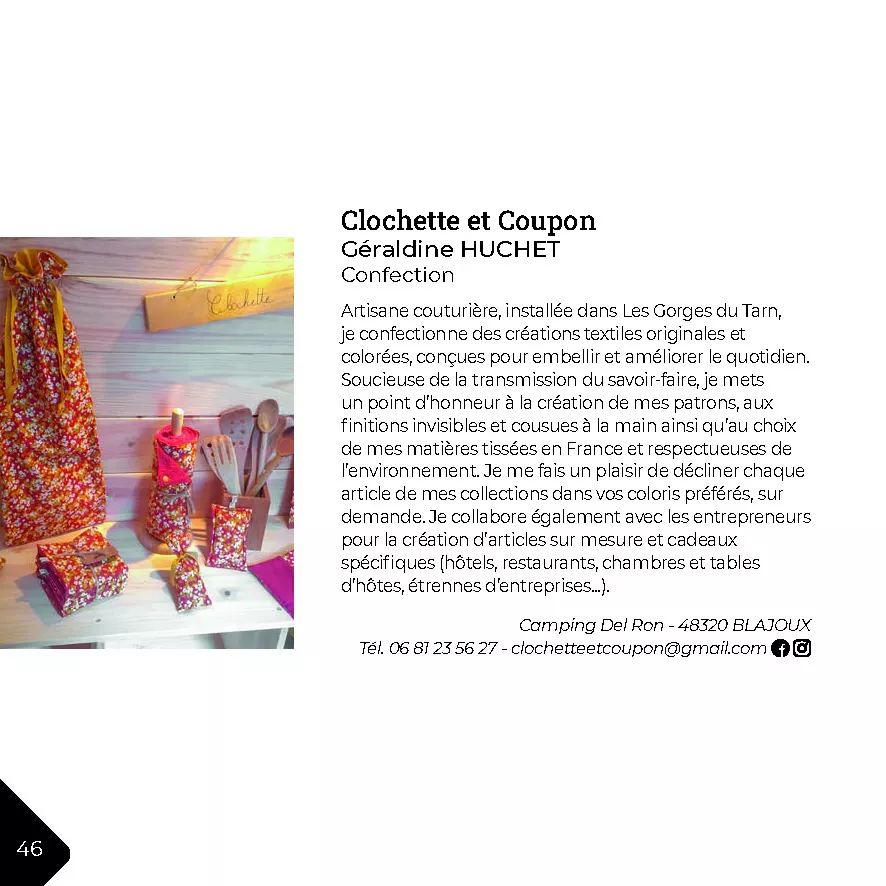 Clochette et Coupon
Géraldine HUCHET
Confection
Artisane couturière, installée dans Les Gorges du Tarn,
je confectionne des créations textiles originales et
colorées, conçues pour embellir et améliorer le quotidien.
Soucieuse de la transmission du savoir-faire, je mets
un point d'honneur à la création de mes patrons, aux
finitions invisibles et cousues à la main ainsi qu'au choix
de mes matières tissées en France et respectueuses de
l'environnement. Je me fais un plaisir de décliner chaque
article de mes collections dans vos coloris préférés, sur
demande. Je collabore également avec les entrepreneurs
pour la création d'articles sur mesure et cadeaux
spécifiques (hôtels, restaurants, chambres et tables
d'hôtes, étrennes d'entreprises...).
Camping Del Ron - 48320 BLAJOUX
Tél. 06 81 23 56 27 - clochetteetcoupon@gmail.com
Clochette
46